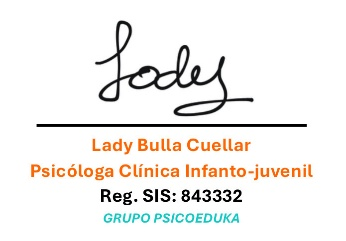 Lady
Lady Bulla Cuellar
Psicóloga Clínica Infanto-juvenil
Reg. SIS: 843332
GRUPO PSICOEDUKA